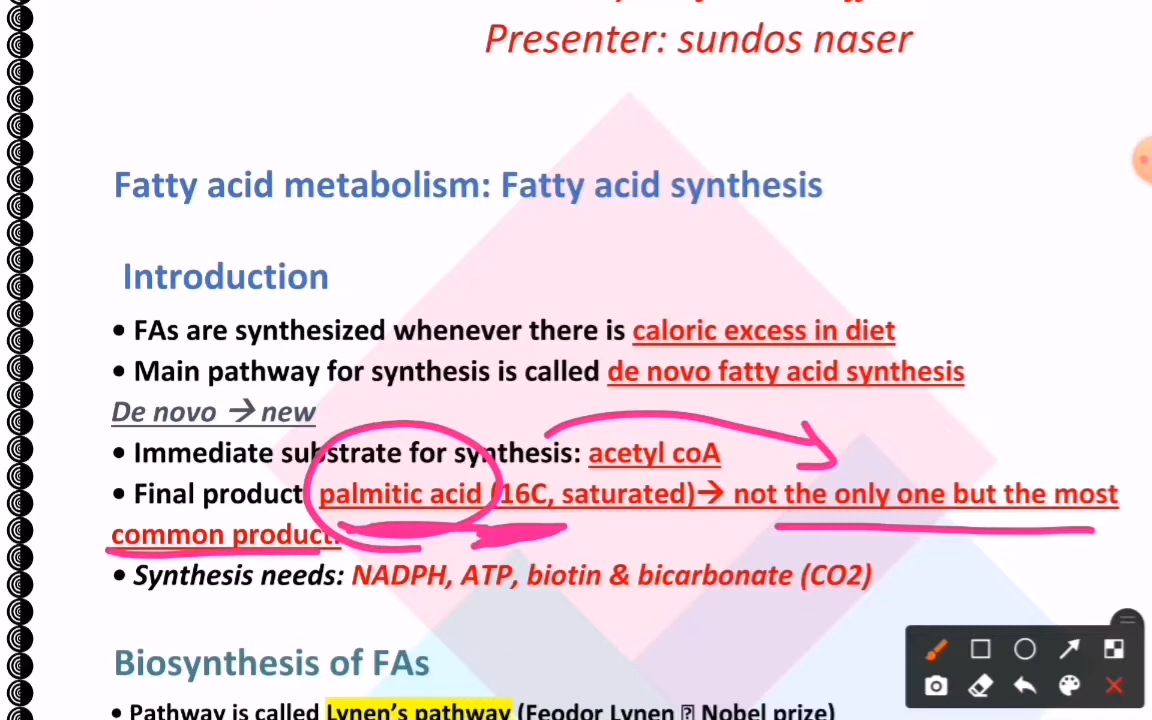 Presenter: sundos naser
Fatty acid metabolism: Fatty acid synthesis
Introduction
• FAs are synthesized whenever there is caloric excess in diet
• Main pathway for synthesis is called de novo fatty acid synthesis
De novo → new
• Immediate substrate for synthesis: acetyl coA
• Final product palmitic acid (16C, saturated)→ not the only one but the most
common product.
• Synthesis needs: NADPH, ATP, biotin & bicarbonate (CO2)
Biosynthesis of FAs
• Pathway is called Lynen’s pathway (Feodor Lynen Nobel prize)